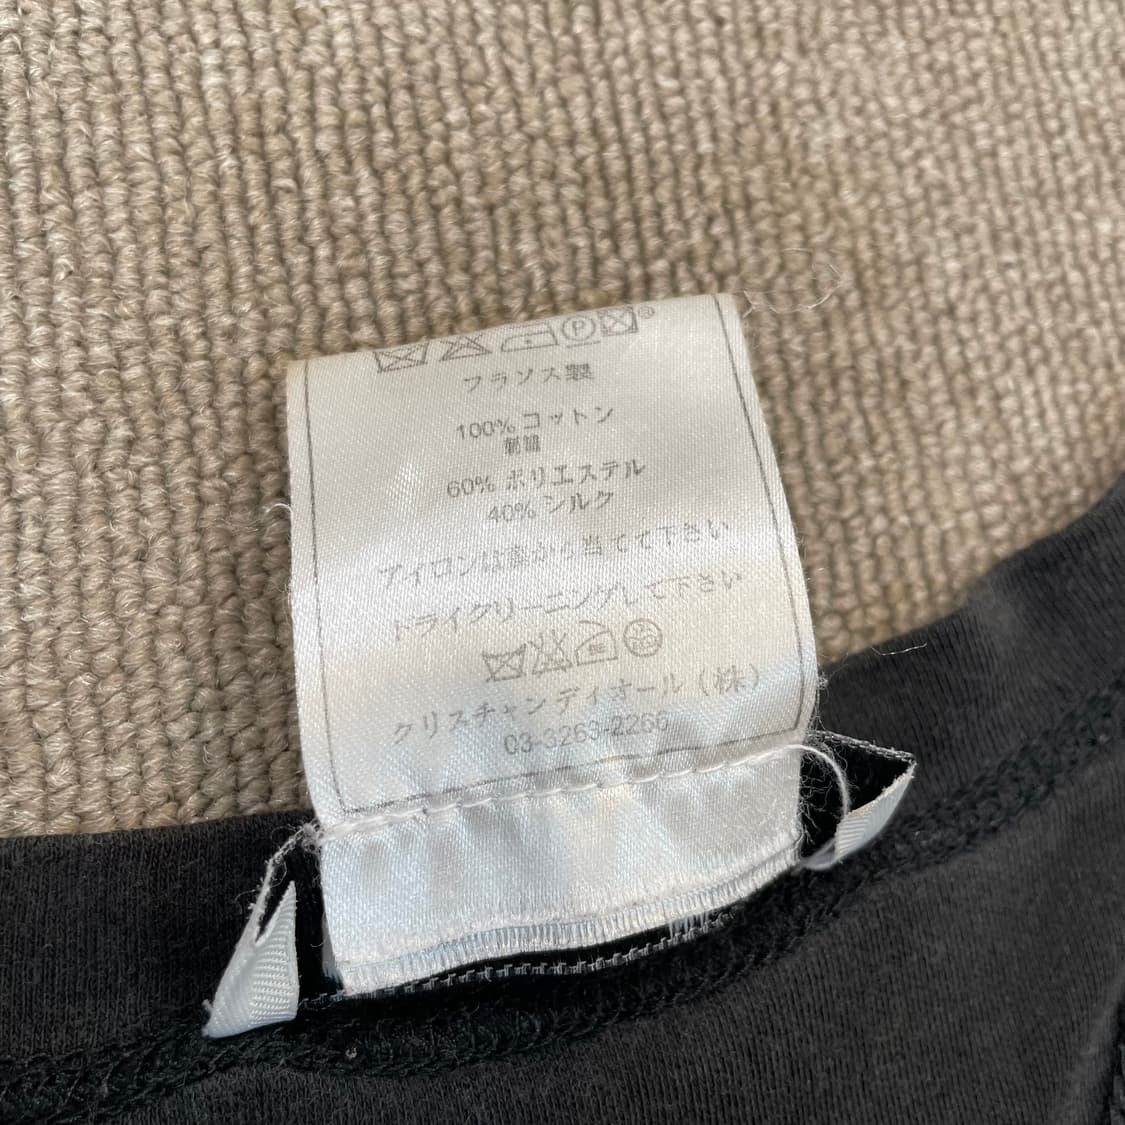 フランス製
100% コットン
刺繍
60% ポリエステル
40% シルク
アイロンは裏から当てて下さい
ドライクリーニングして下さい
クリスチャン ディオール (株)
03-3263-2266